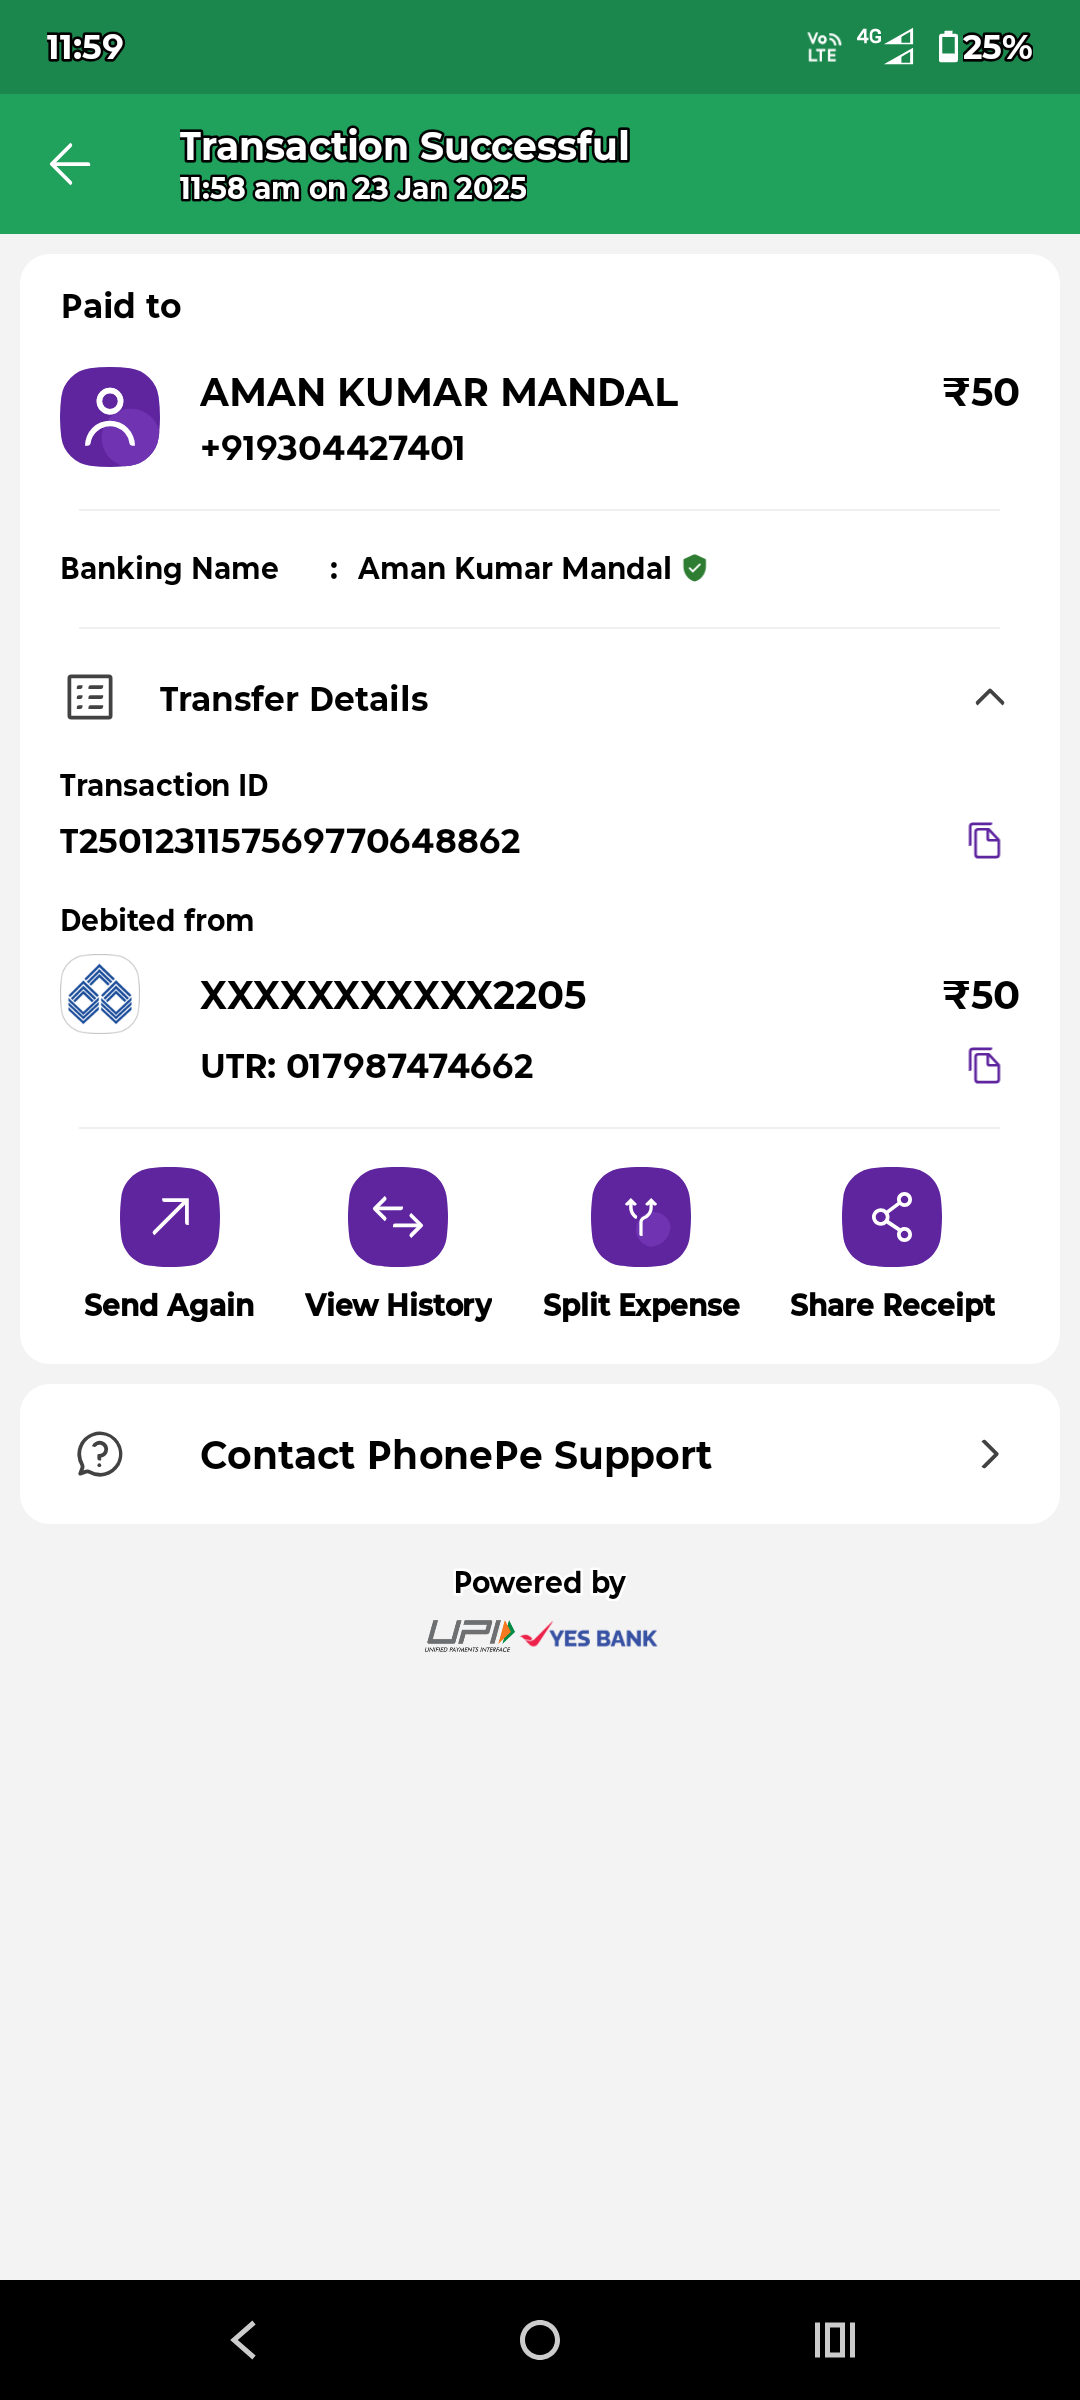 11:59
Vo LTE 4G 25%
Transaction Successful
11:58 am on 23 Jan 2025
Paid to
AMAN KUMAR MANDAL ₹50
+919304427401
Banking Name : Aman Kumar Mandal
Transfer Details
Transaction ID
T2501231157569770648862
Debited from
XXXXXXXXXXX2205 ₹50
UTR: 017987474662
Send Again View History Split Expense Share Receipt
Contact PhonePe Support
Powered by
UPI YES BANK
UNIFIED PAYMENTS INTERFACE